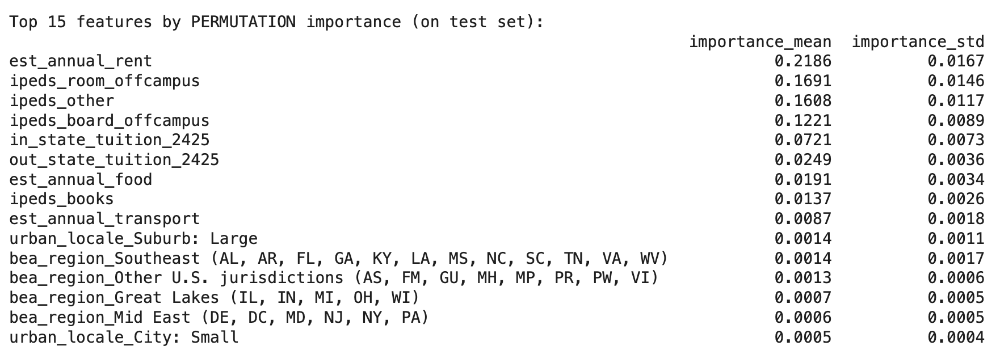 Top 15 features by PERMUTATION importance (on test set):
importance_mean importance_std
est_annual_rent 0.2186 0.0167
ipeds_room_offcampus 0.1691 0.0146
ipeds_other 0.1608 0.0117
ipeds_board_offcampus 0.1221 0.0089
in_state_tuition_2425 0.0721 0.0073
out_state_tuition_2425 0.0249 0.0036
est_annual_food 0.0191 0.0034
ipeds_books 0.0137 0.0026
est_annual_transport 0.0087 0.0018
urban_locale_Suburb: Large 0.0014 0.0011
bea_region_Southeast (AL, AR, FL, GA, KY, LA, MS, NC, SC, TN, VA, WV) 0.0014 0.0017
bea_region_Other U.S. jurisdictions (AS, FM, GU, MH, MP, PR, PW, VI) 0.0013 0.0006
bea_region_Great Lakes (IL, IN, MI, OH, WI) 0.0007 0.0005
bea_region_Mid East (DE, DC, MD, NJ, NY, PA) 0.0006 0.0005
urban_locale_City: Small 0.0005 0.0004